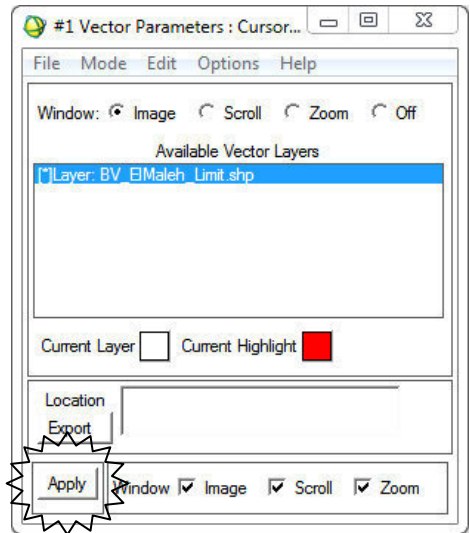 #1 Vector Parameters : Cursor...
File Mode Edit Options Help
Window: Image Scroll Zoom Off
Available Vector Layers
[*]Layer: BV_ElMaleh_Limit.shp
Current Layer Current Highlight
Location
Export
Apply Window Image Scroll Zoom